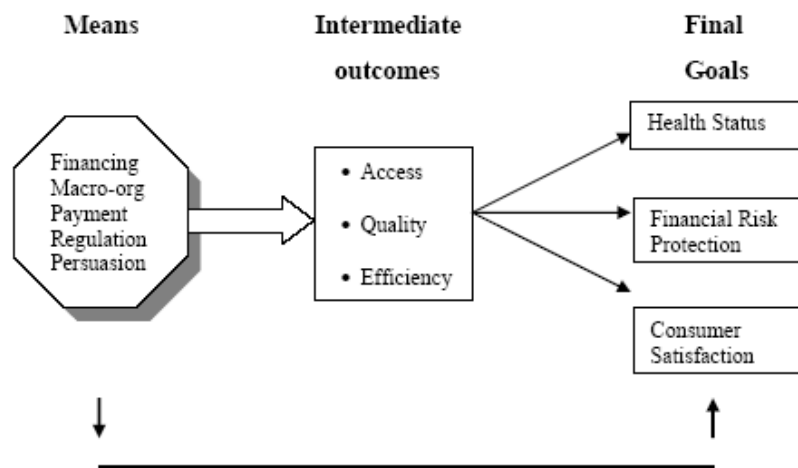 Means
Intermediate
outcomes
Final
Goals
Financing
Macro-org
Payment
Regulation
Persuasion
• Access
• Quality
• Efficiency
Health Status
Financial Risk
Protection
Consumer
Satisfaction